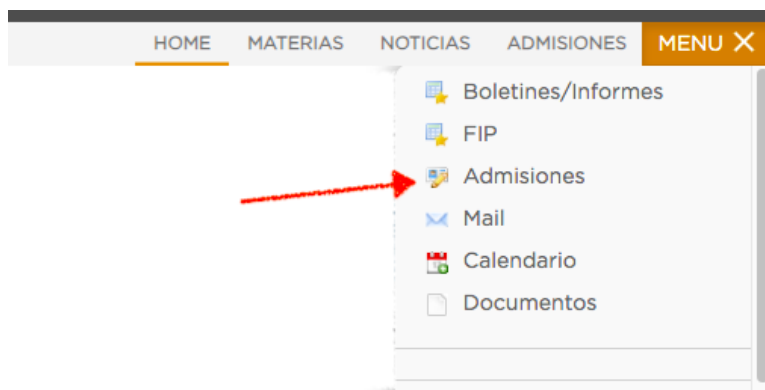 HOME MATERIAS NOTICIAS ADMISIONES MENU X
Boletines/Informes
FIP
Admisiones
Mail
Calendario
Documentos